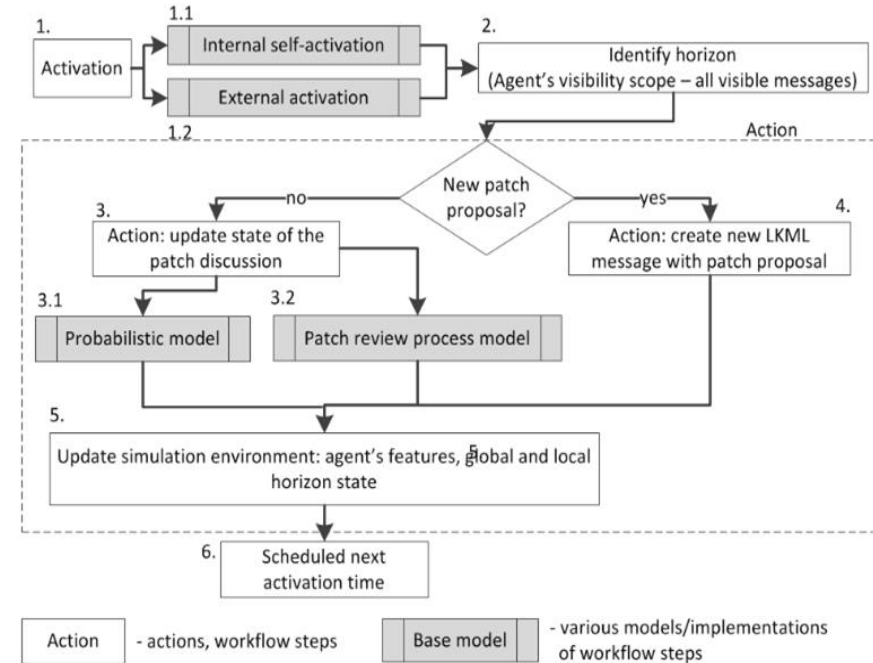 1.
1.1
Activation
Internal self-activation
External activation
1.2
2.
Identify horizon
(Agent's visibility scope – all visible messages)
Action
New patch
proposal?
no
yes
3.
Action: update state of the
patch discussion
4.
Action: create new LKML
message with patch proposal
3.1
Probabilistic model
3.2
Patch review process model
5.
Update simulation environment: agent's features, global and local
horizon state
5
6.
Scheduled next
activation time
Action
- actions, workflow steps
Base model
- various models/implementations
of workflow steps